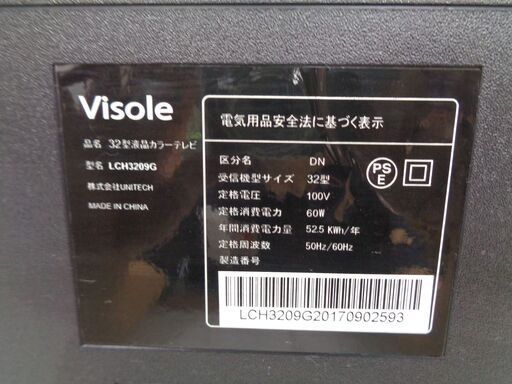 Visole
品名 32型液晶カラーテレビ
型名 LCH3209G
株式会社UNITECH
MADE IN CHINA
電気用品安全法に基づく表示
区分名 DN
受信機型サイズ 32型
定格電圧 100V
定格消費電力 60W
年間消費電力量 52.5 KWh/年
定格周波数 50Hz/60Hz
製造番号
PS
E
LCH3209G20170902593